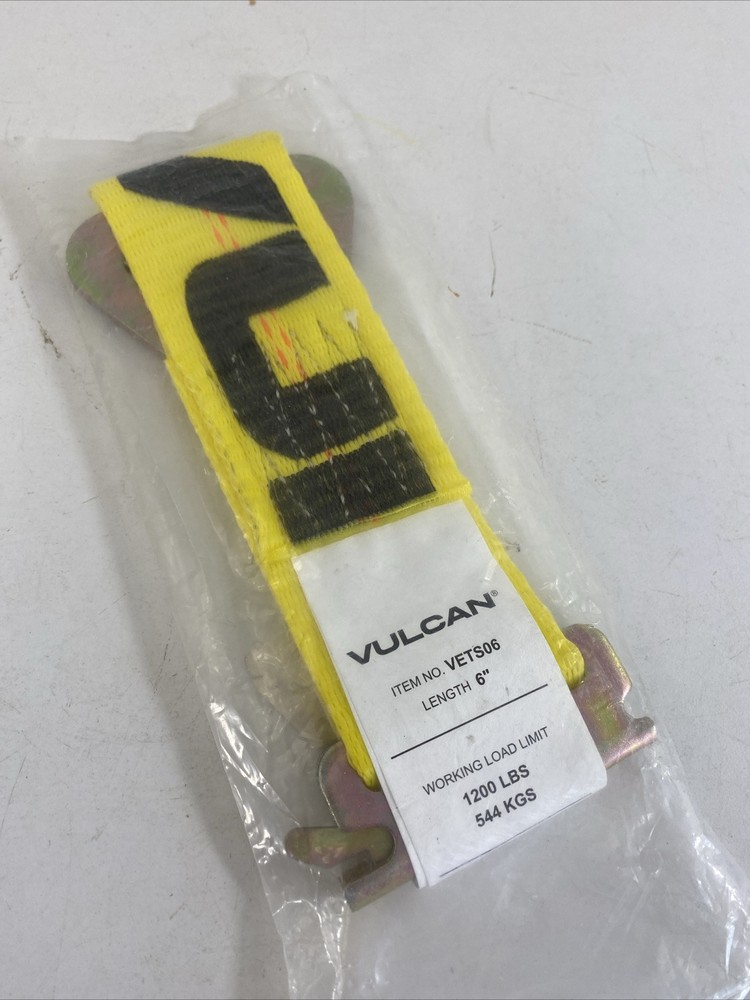 VULCAN®
ITEM NO. VETS06
LENGTH 6"
WORKING LOAD LIMIT
1200 LBS
544 KGS